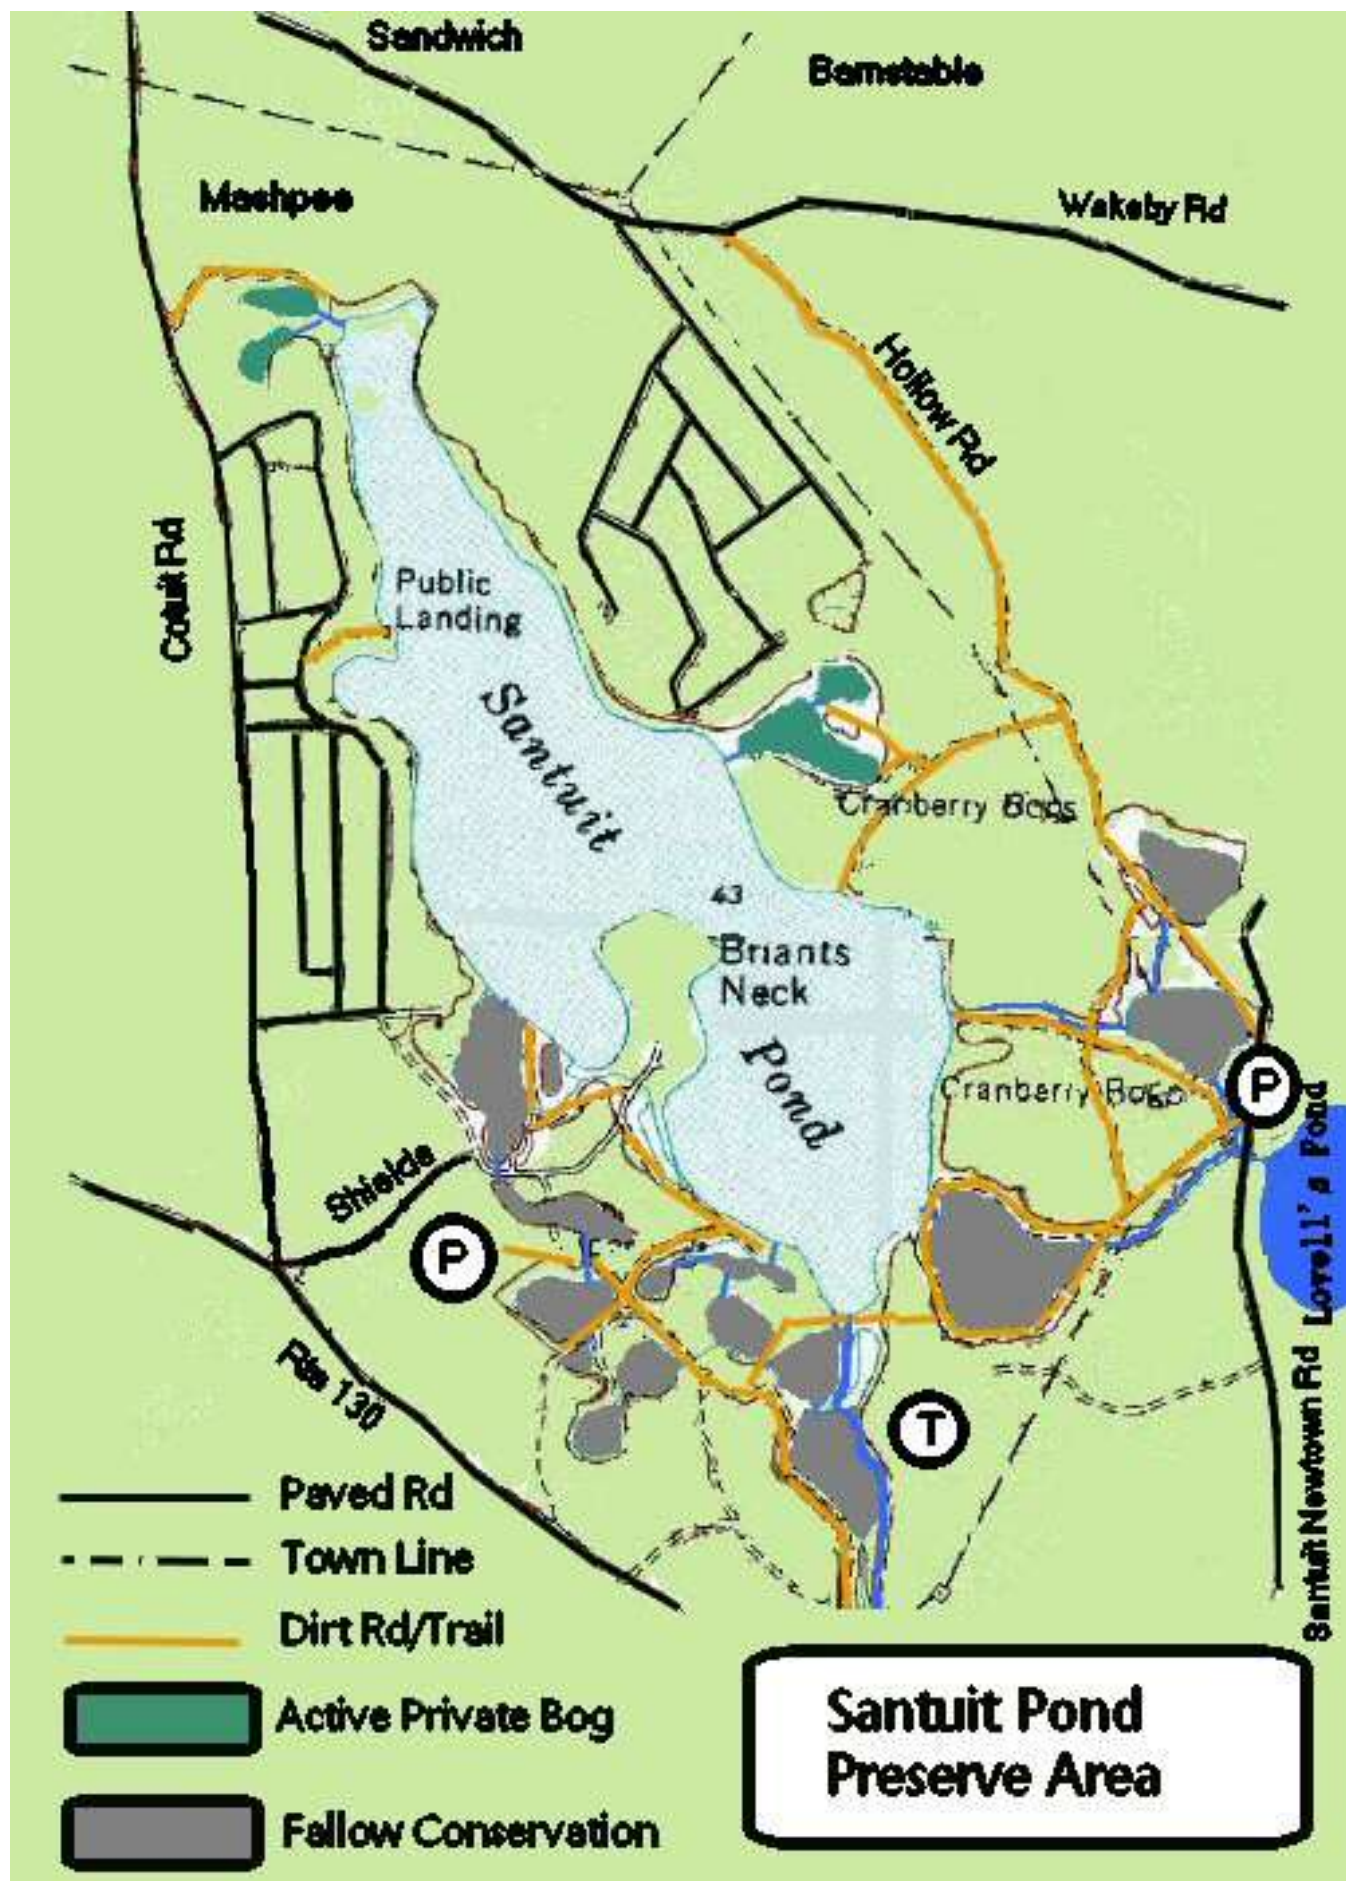 Sandwich
Barnstable
Mashpee
Wakeby Rd
Hollow Rd
Cotuit Rd
Public
Landing
Santuit
Cranberry Bogs
43
Briants
Neck
Pond
Cranberry Bogs
P
Lovell's Pond
Shields
P
T
Rte 130
Santuit Newtown Rd
Paved Rd
Town Line
Dirt Rd/Trail
Active Private Bog
Fallow Conservation
Santuit Pond
Preserve Area